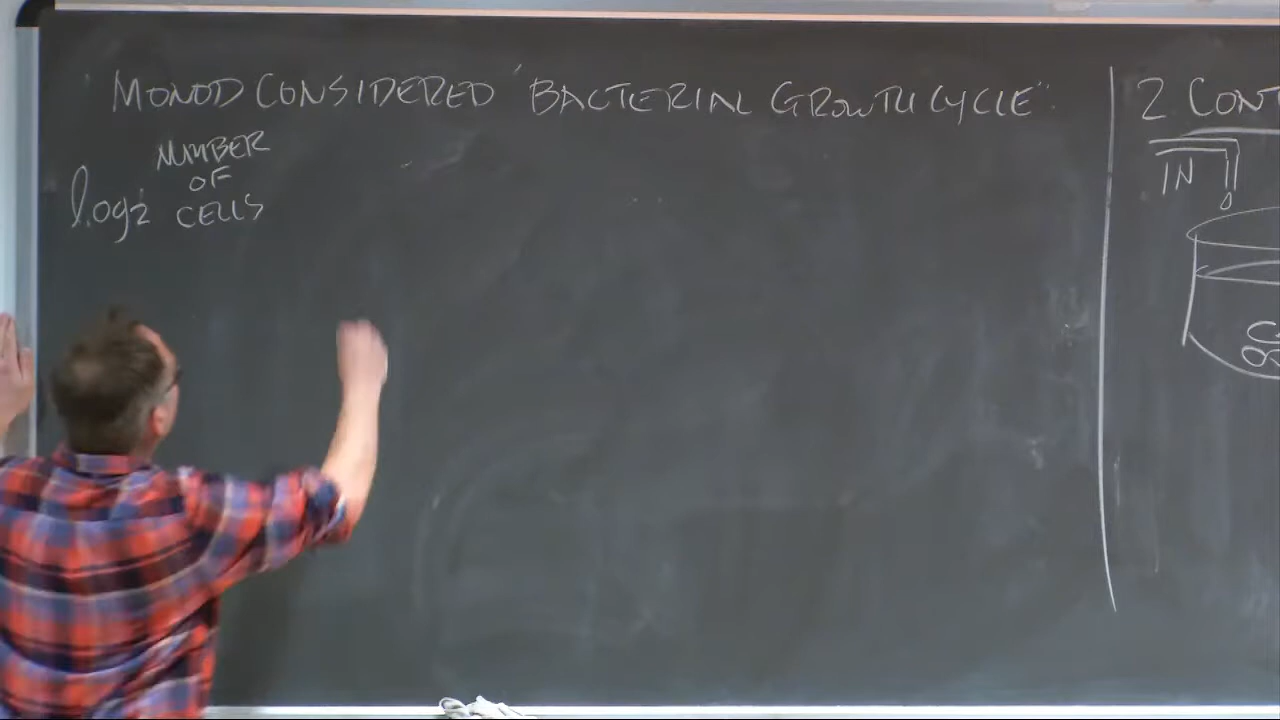 MONOD CONSIDERED "BACTERIAL GROWTH CYCLE"
NUMBER
OF
log2 CELLS
2 CONT
IN